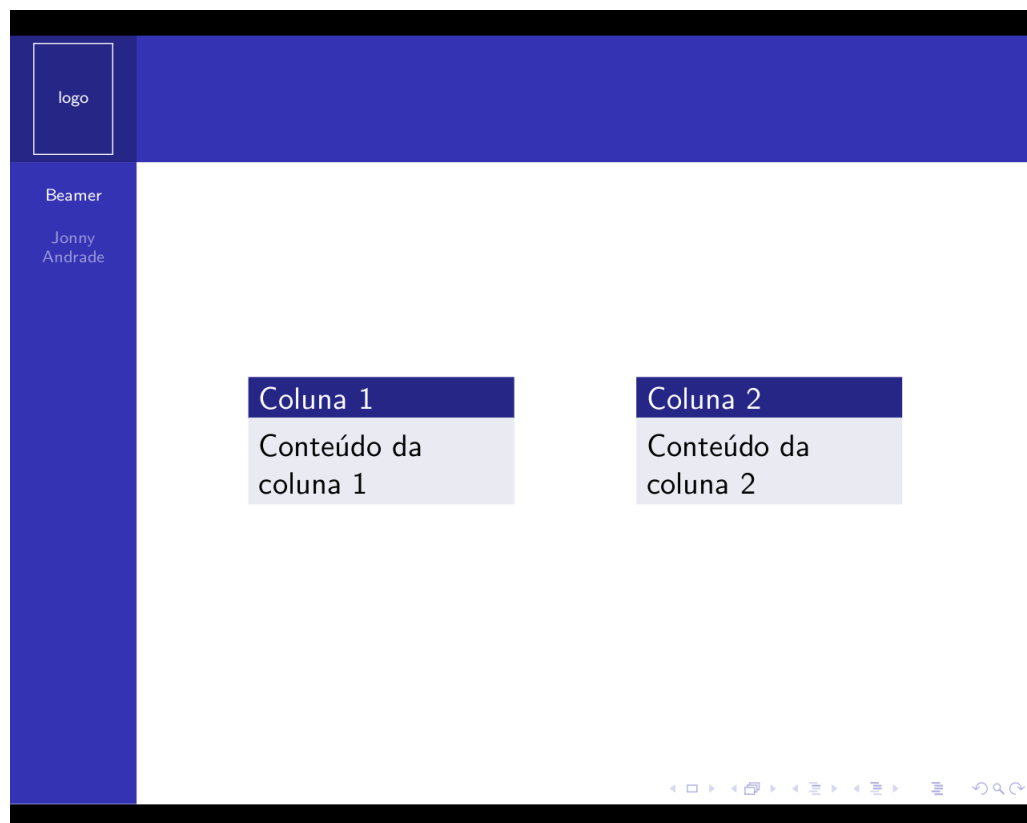 logo
Beamer
Jonny
Andrade
Coluna 1
Conteúdo da
coluna 1
Coluna 2
Conteúdo da
coluna 2